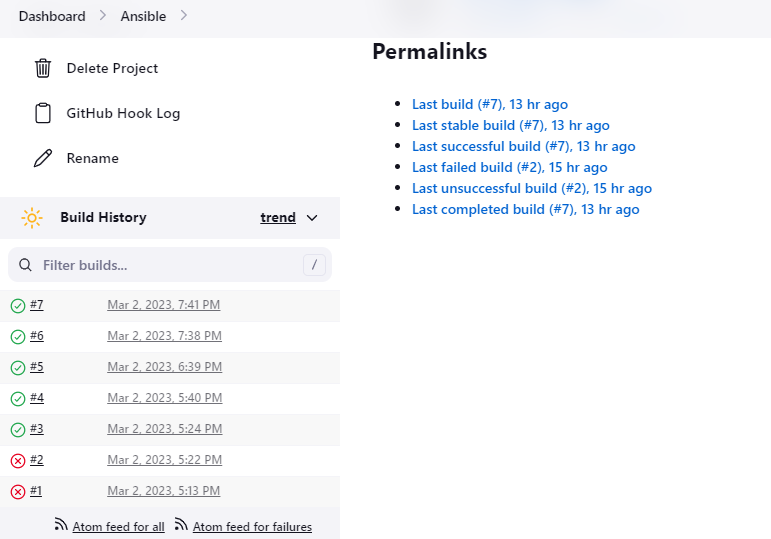 Dashboard
Ansible
Delete Project
GitHub Hook Log
Rename
Build History
trend
Filter builds...
/
#7 Mar 2, 2023, 7:41 PM
#6 Mar 2, 2023, 7:38 PM
#5 Mar 2, 2023, 6:39 PM
#4 Mar 2, 2023, 5:40 PM
#3 Mar 2, 2023, 5:24 PM
#2 Mar 2, 2023, 5:22 PM
#1 Mar 2, 2023, 5:13 PM
Atom feed for all Atom feed for failures
Permalinks
Last build (#7), 13 hr ago
Last stable build (#7), 13 hr ago
Last successful build (#7), 13 hr ago
Last failed build (#2), 15 hr ago
Last unsuccessful build (#2), 15 hr ago
Last completed build (#7), 13 hr ago